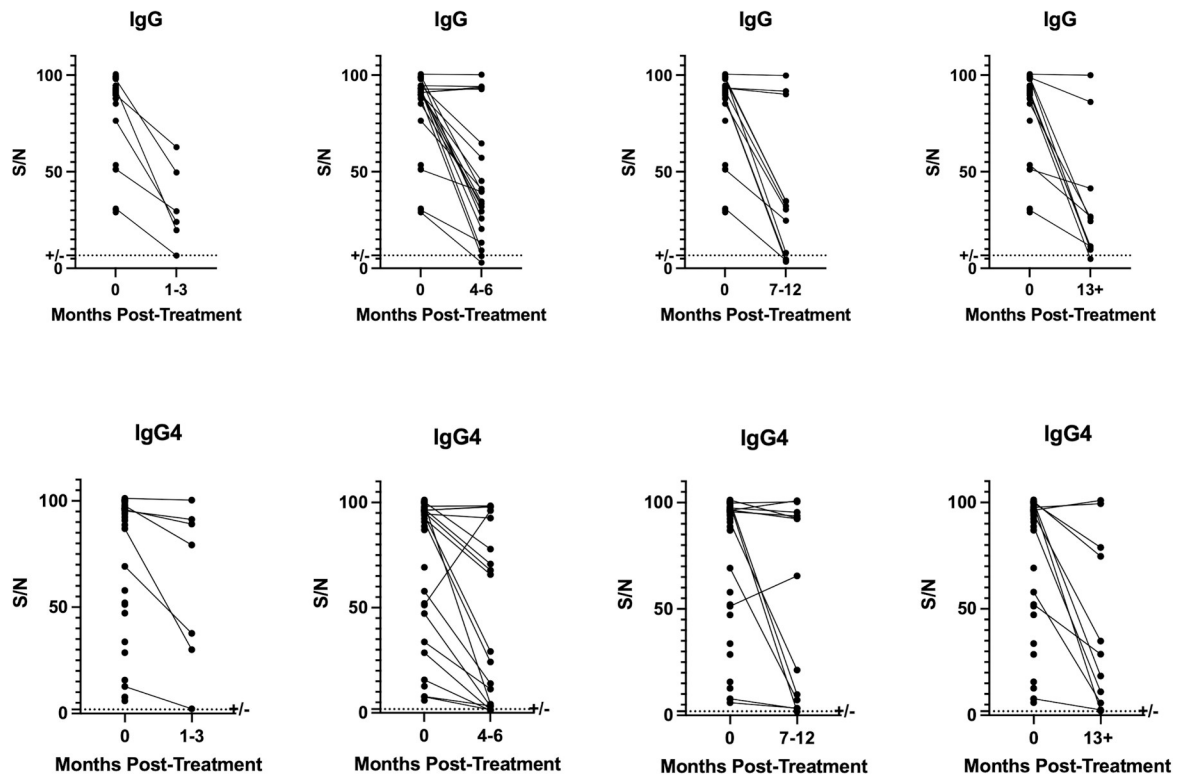 IgG IgG IgG IgG
100 100 100 100
S/N S/N S/N S/N
50 50 50 50
+/- +/- +/- +/-
0 0 0 0
0 1-3 0 4-6 0 7-12 0 13+
Months Post-Treatment Months Post-Treatment Months Post-Treatment Months Post-Treatment
IgG4 IgG4 IgG4 IgG4
100 100 100 100
S/N S/N S/N S/N
50 50 50 50
+/- +/- +/- +/-
0 0 0 0
0 1-3 0 4-6 0 7-12 0 13+
Months Post-Treatment Months Post-Treatment Months Post-Treatment Months Post-Treatment